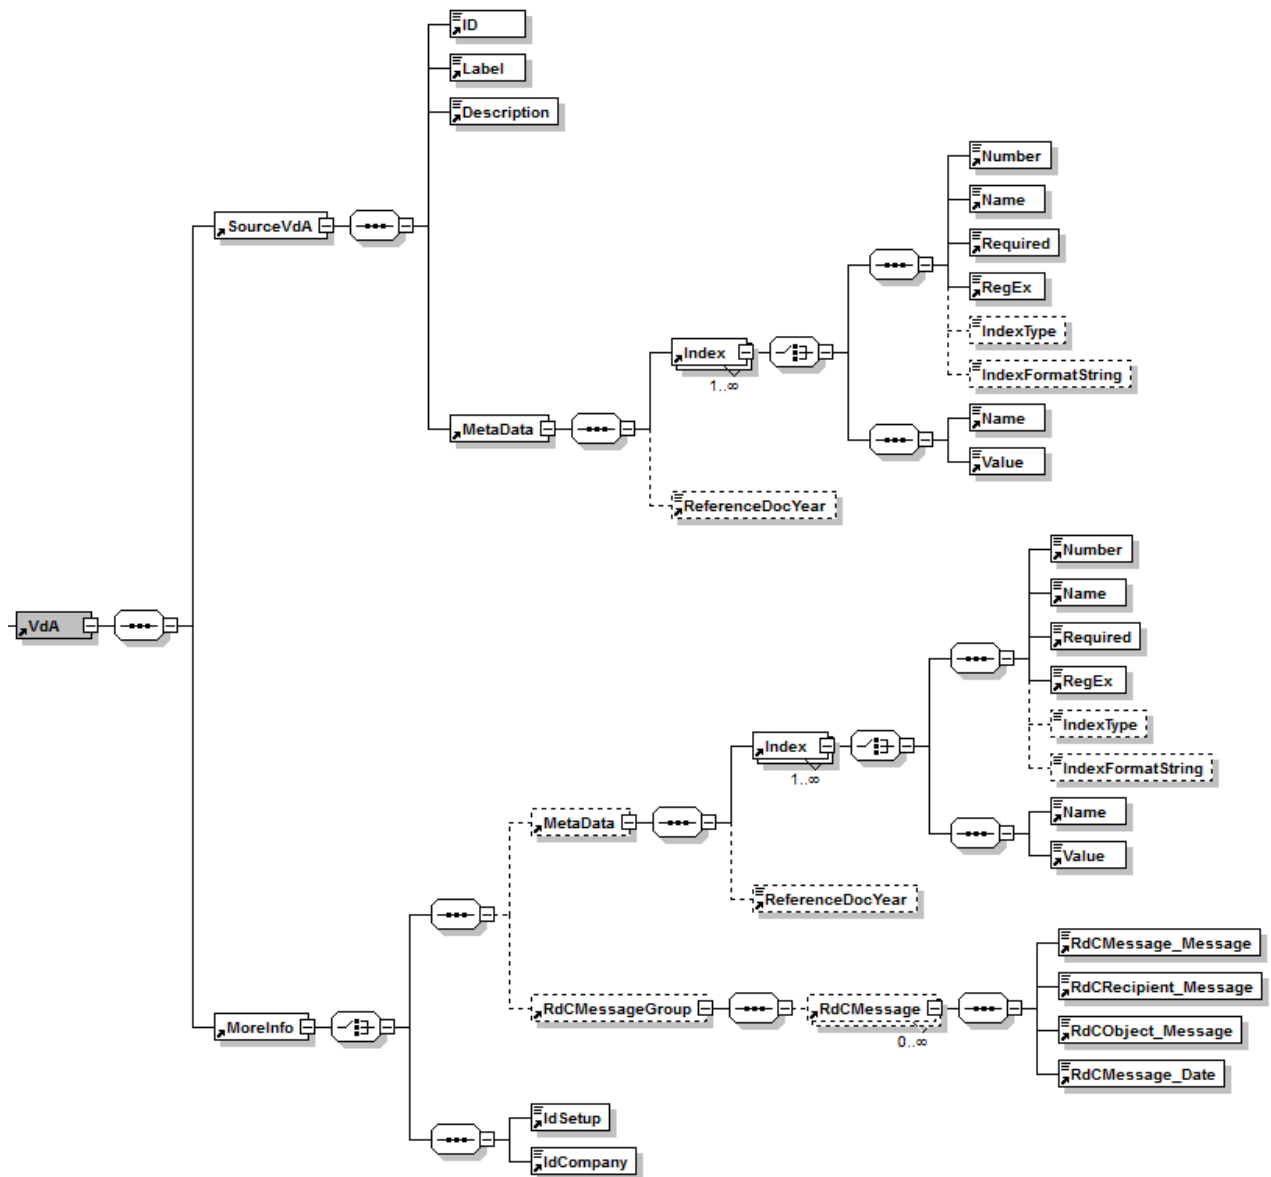 ID
Label
Description
Number
Name
SourceVdA
Required
RegEx
IndexType
Index
IndexFormatString
1..∞
Name
MetaData
Value
ReferenceDocYear
Number
Name
VdA
Required
RegEx
IndexType
Index
IndexFormatString
1..∞
Name
MetaData
Value
ReferenceDocYear
RdCMessage_Message
RdCRecipient_Message
RdCMessageGroup
RdCMessage
MoreInfo
RdCObject_Message
0..∞
RdCMessage_Date
IdSetup
IdCompany